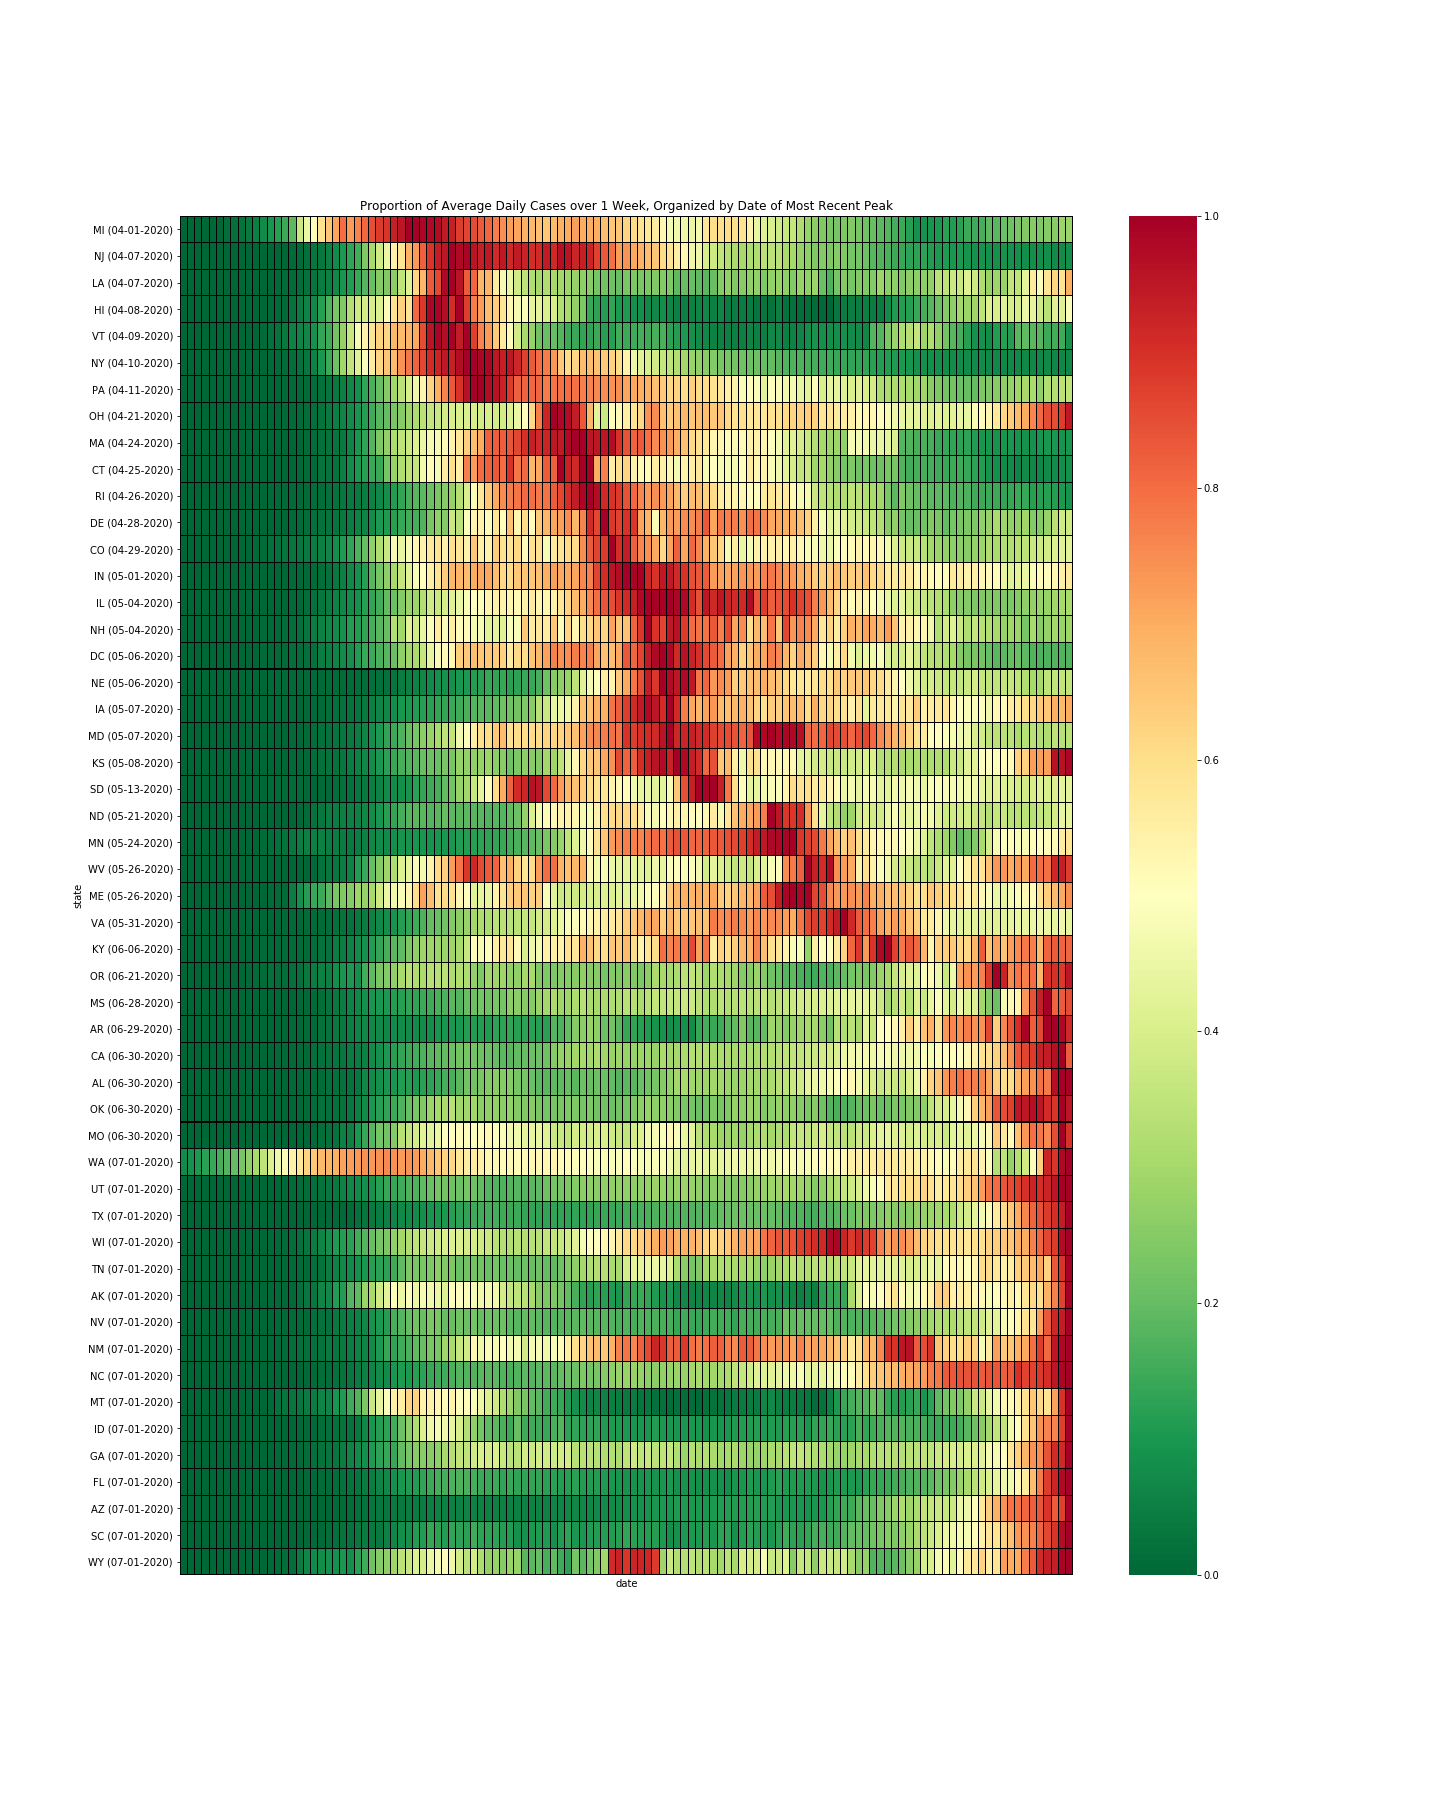 Proportion of Average Daily Cases over 1 Week, Organized by Date of Most Recent Peak
MI (04-01-2020)
NJ (04-07-2020)
LA (04-07-2020)
HI (04-08-2020)
VT (04-09-2020)
NY (04-10-2020)
PA (04-11-2020)
OH (04-21-2020)
MA (04-24-2020)
CT (04-25-2020)
RI (04-26-2020)
DE (04-28-2020)
CO (04-29-2020)
IN (05-01-2020)
IL (05-04-2020)
NH (05-04-2020)
DC (05-06-2020)
NE (05-06-2020)
IA (05-07-2020)
MD (05-07-2020)
KS (05-08-2020)
SD (05-13-2020)
ND (05-21-2020)
MN (05-24-2020)
WV (05-26-2020)
ME (05-26-2020)
VA (05-31-2020)
KY (06-06-2020)
OR (06-21-2020)
MS (06-28-2020)
AR (06-29-2020)
CA (06-30-2020)
AL (06-30-2020)
OK (06-30-2020)
MO (06-30-2020)
WA (07-01-2020)
UT (07-01-2020)
TX (07-01-2020)
WI (07-01-2020)
TN (07-01-2020)
AK (07-01-2020)
NV (07-01-2020)
NM (07-01-2020)
NC (07-01-2020)
MT (07-01-2020)
ID (07-01-2020)
GA (07-01-2020)
FL (07-01-2020)
AZ (07-01-2020)
SC (07-01-2020)
WY (07-01-2020)
state
date
1.0
0.8
0.6
0.4
0.2
0.0